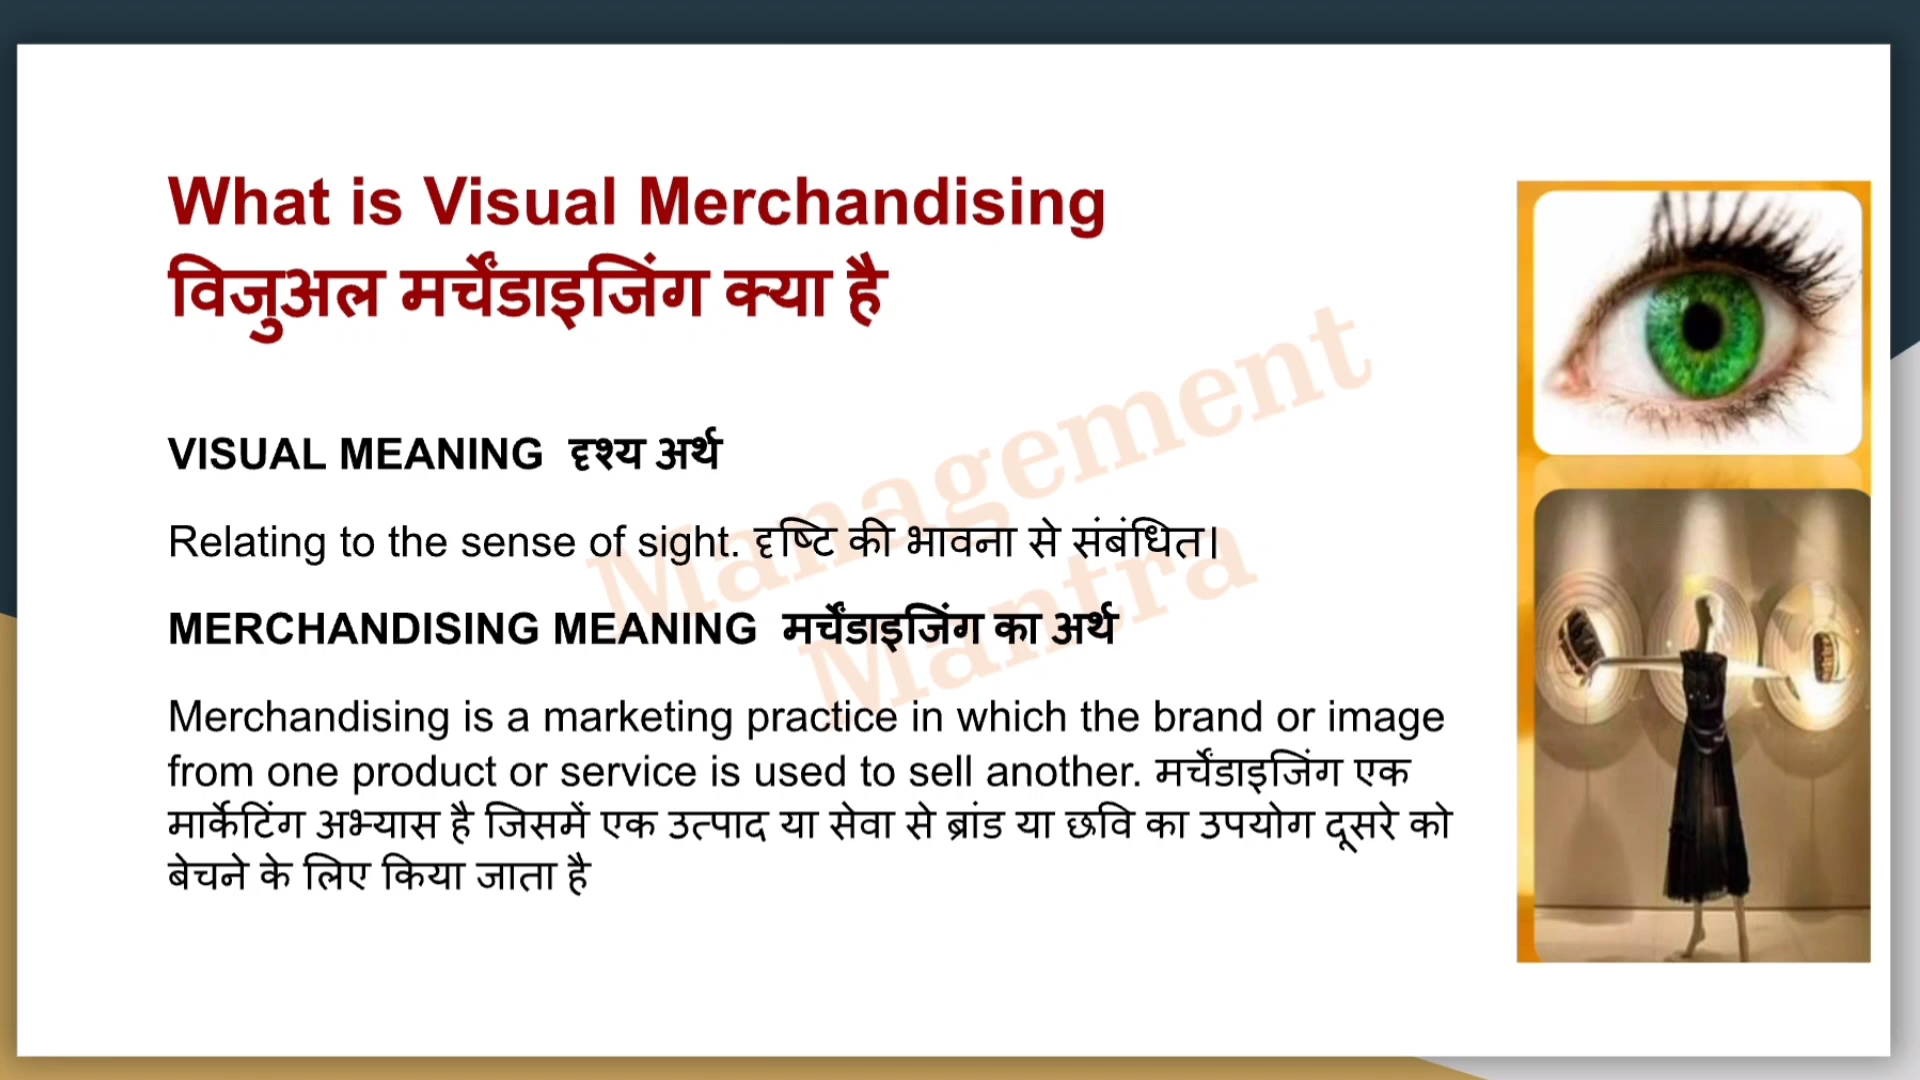 What is Visual Merchandising
विजुअल मर्चेंडाइजिंग क्या है
VISUAL MEANING दृश्य अर्थ
Relating to the sense of sight. दृष्टि की भावना से संबंधित।
MERCHANDISING MEANING मर्चेंडाइजिंग का अर्थ
Merchandising is a marketing practice in which the brand or image
from one product or service is used to sell another. मर्चेंडाइजिंग एक
मार्केटिंग अभ्यास है जिसमें एक उत्पाद या सेवा से ब्रांड या छवि का उपयोग दूसरे को
बेचने के लिए किया जाता है
Management
Mantra